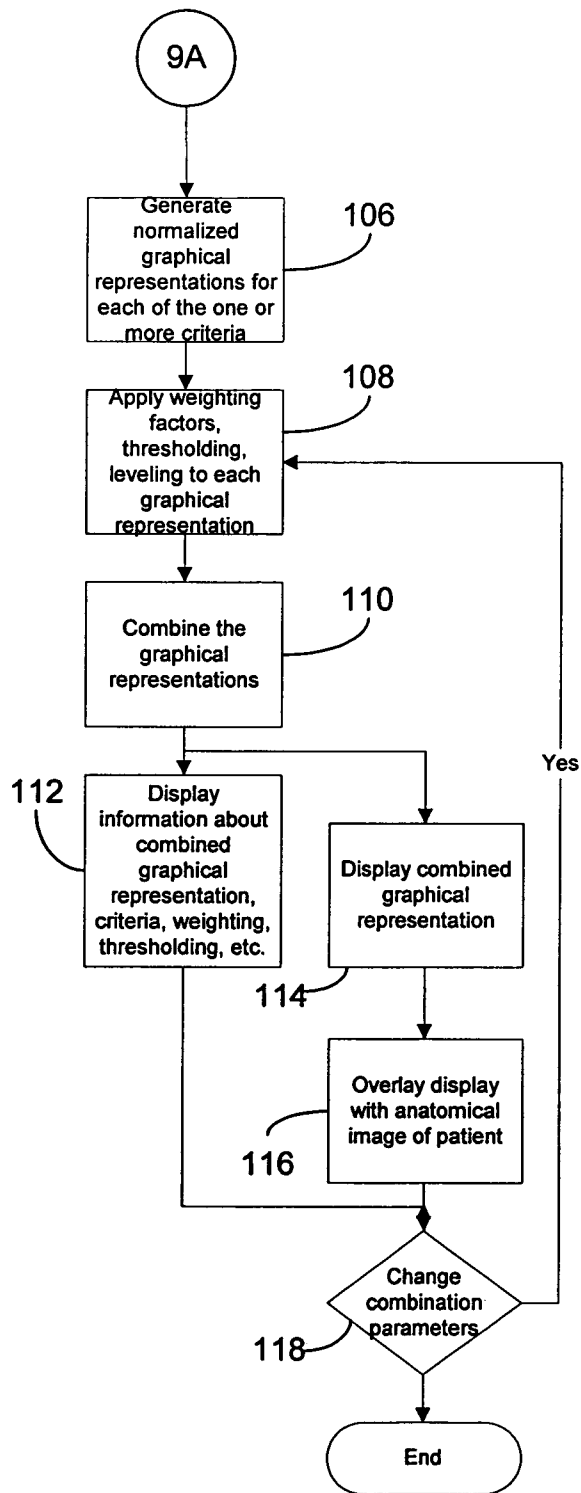 9A
Generate
normalized
graphical
representations for
each of the one or
more criteria
106
Apply weighting
factors,
thresholding,
leveling to each
graphical
representation
108
Combine the
graphical
representations
110
Yes
112
Display
information about
combined
graphical
representation,
criteria, weighting,
thresholding, etc.
Display combined
graphical
representation
114
Overlay display
with anatomical
image of patient
116
Change
combination
parameters
118
End